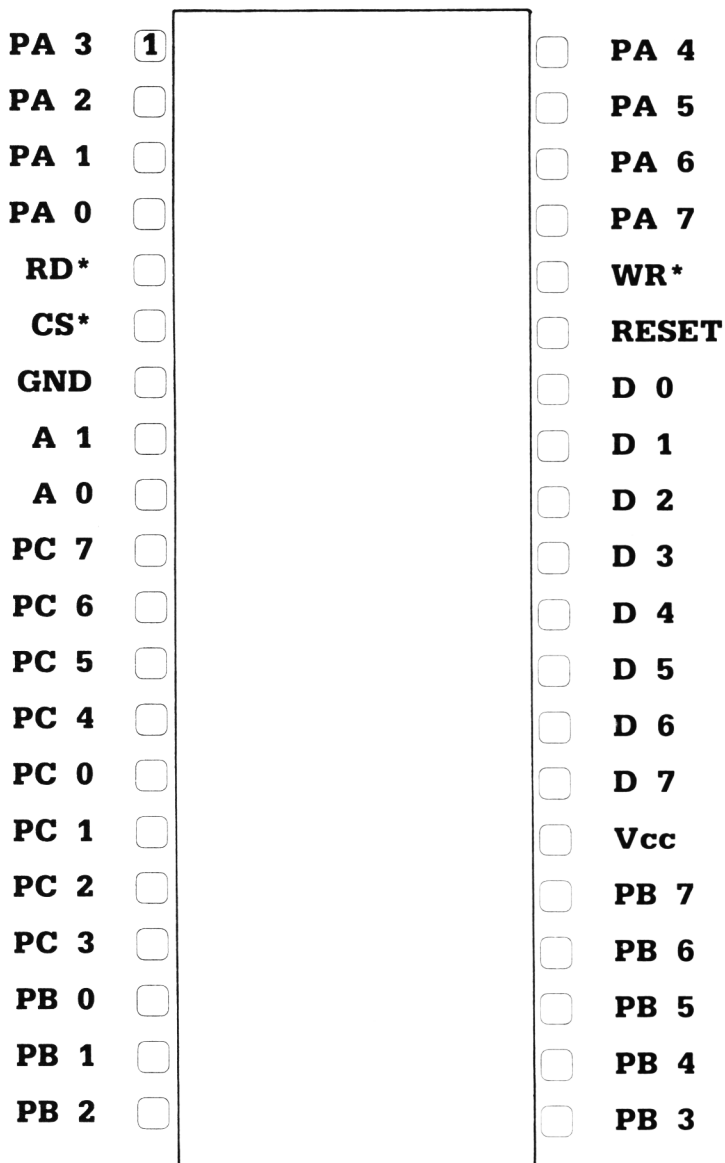 PA 3 1 PA 4
PA 2 PA 5
PA 1 PA 6
PA 0 PA 7
RD* WR*
CS* RESET
GND D 0
A 1 D 1
A 0 D 2
PC 7 D 3
PC 6 D 4
PC 5 D 5
PC 4 D 6
PC 0 D 7
PC 1 Vcc
PC 2 PB 7
PC 3 PB 6
PB 0 PB 5
PB 1 PB 4
PB 2 PB 3